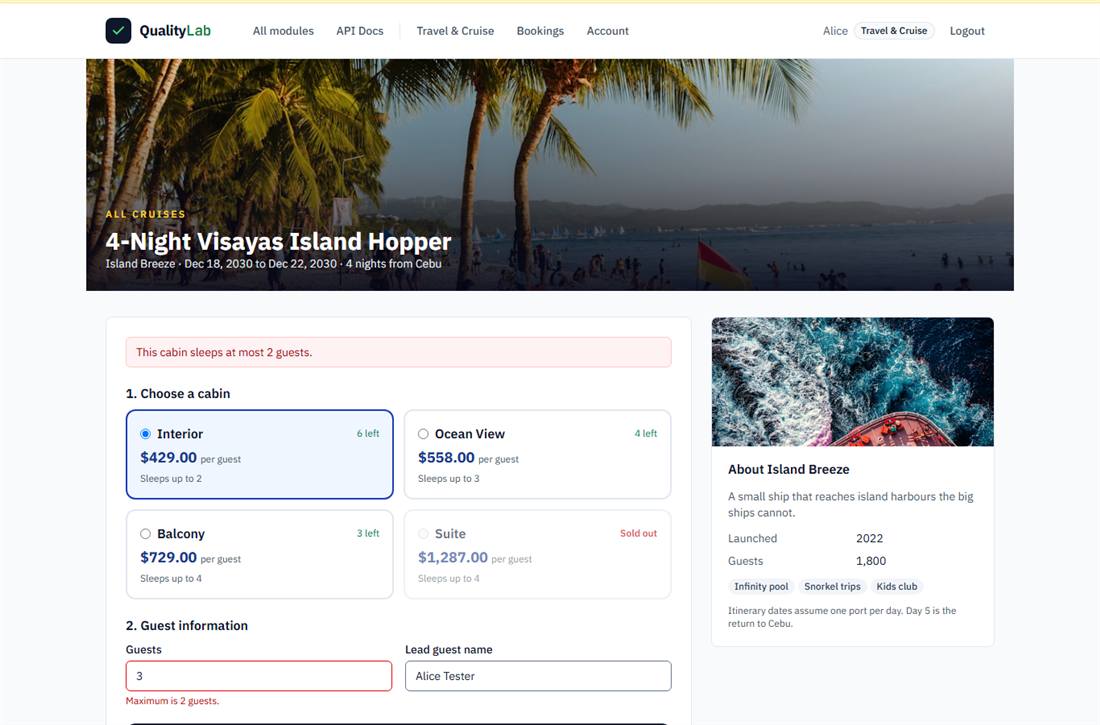 QualityLab
All modules
API Docs
Travel & Cruise
Bookings
Account
Alice
Travel & Cruise
Logout
ALL CRUISES
4-Night Visayas Island Hopper
Island Breeze · Dec 18, 2030 to Dec 22, 2030 · 4 nights from Cebu
This cabin sleeps at most 2 guests.
1. Choose a cabin
Interior
6 left
$429.00 per guest
Sleeps up to 2
Ocean View
4 left
$558.00 per guest
Sleeps up to 3
Balcony
3 left
$729.00 per guest
Sleeps up to 4
Suite
Sold out
$1,287.00 per guest
Sleeps up to 4
2. Guest information
Guests
3
Maximum is 2 guests.
Lead guest name
Alice Tester
About Island Breeze
A small ship that reaches island harbours the big
ships cannot.
Launched 2022
Guests 1,800
Infinity pool
Snorkel trips
Kids club
Itinerary dates assume one port per day. Day 5 is the
return to Cebu.